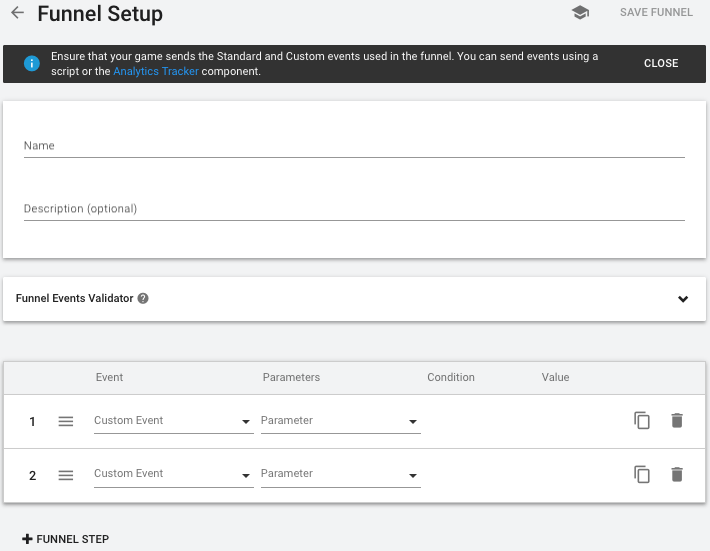 Funnel Setup
SAVE FUNNEL
Ensure that your game sends the Standard and Custom events used in the funnel. You can send events using a
script or the Analytics Tracker component.
CLOSE
Name
Description (optional)
Funnel Events Validator ?
Event Parameters Condition Value
1 Custom Event Parameter
2 Custom Event Parameter
+ FUNNEL STEP